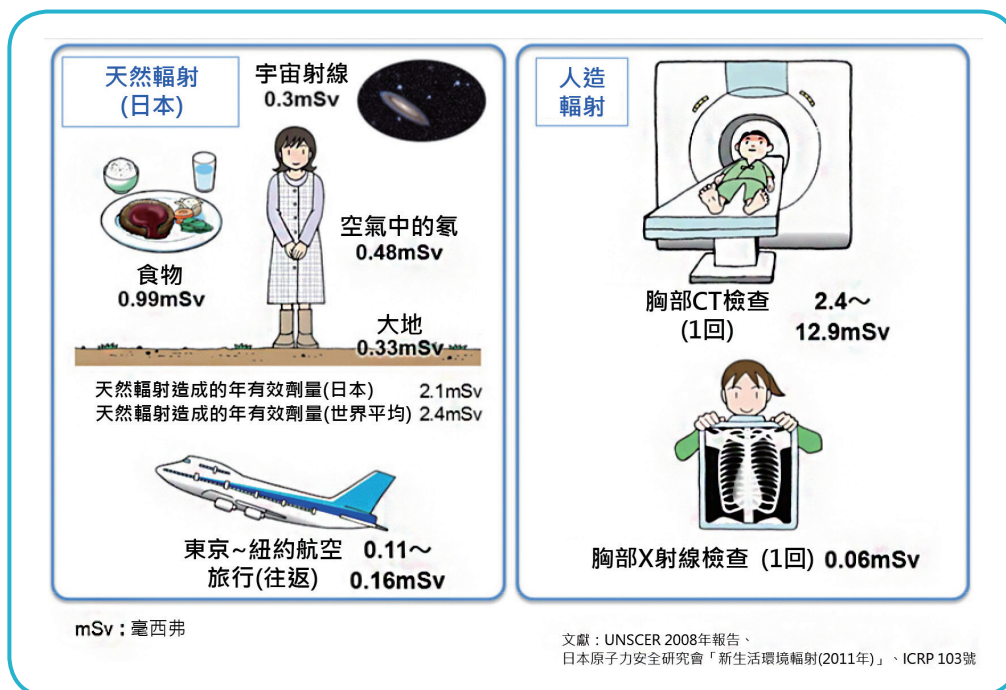 天然輻射
(日本)
宇宙射線
0.3mSv
空氣中的氡
0.48mSv
食物
0.99mSv
大地
0.33mSv
天然輻射造成的年有效劑量(日本) 2.1mSv
天然輻射造成的年有效劑量(世界平均) 2.4mSv
東京~紐約航空 0.11～
旅行(往返) 0.16mSv
人造
輻射
胸部CT檢查 2.4～
(1回) 12.9mSv
胸部X射線檢查 (1回) 0.06mSv
mSv：毫西弗
文獻：UNSCER 2008年報告、
日本原子力安全研究會「新生活環境輻射(2011年)」、ICRP 103號